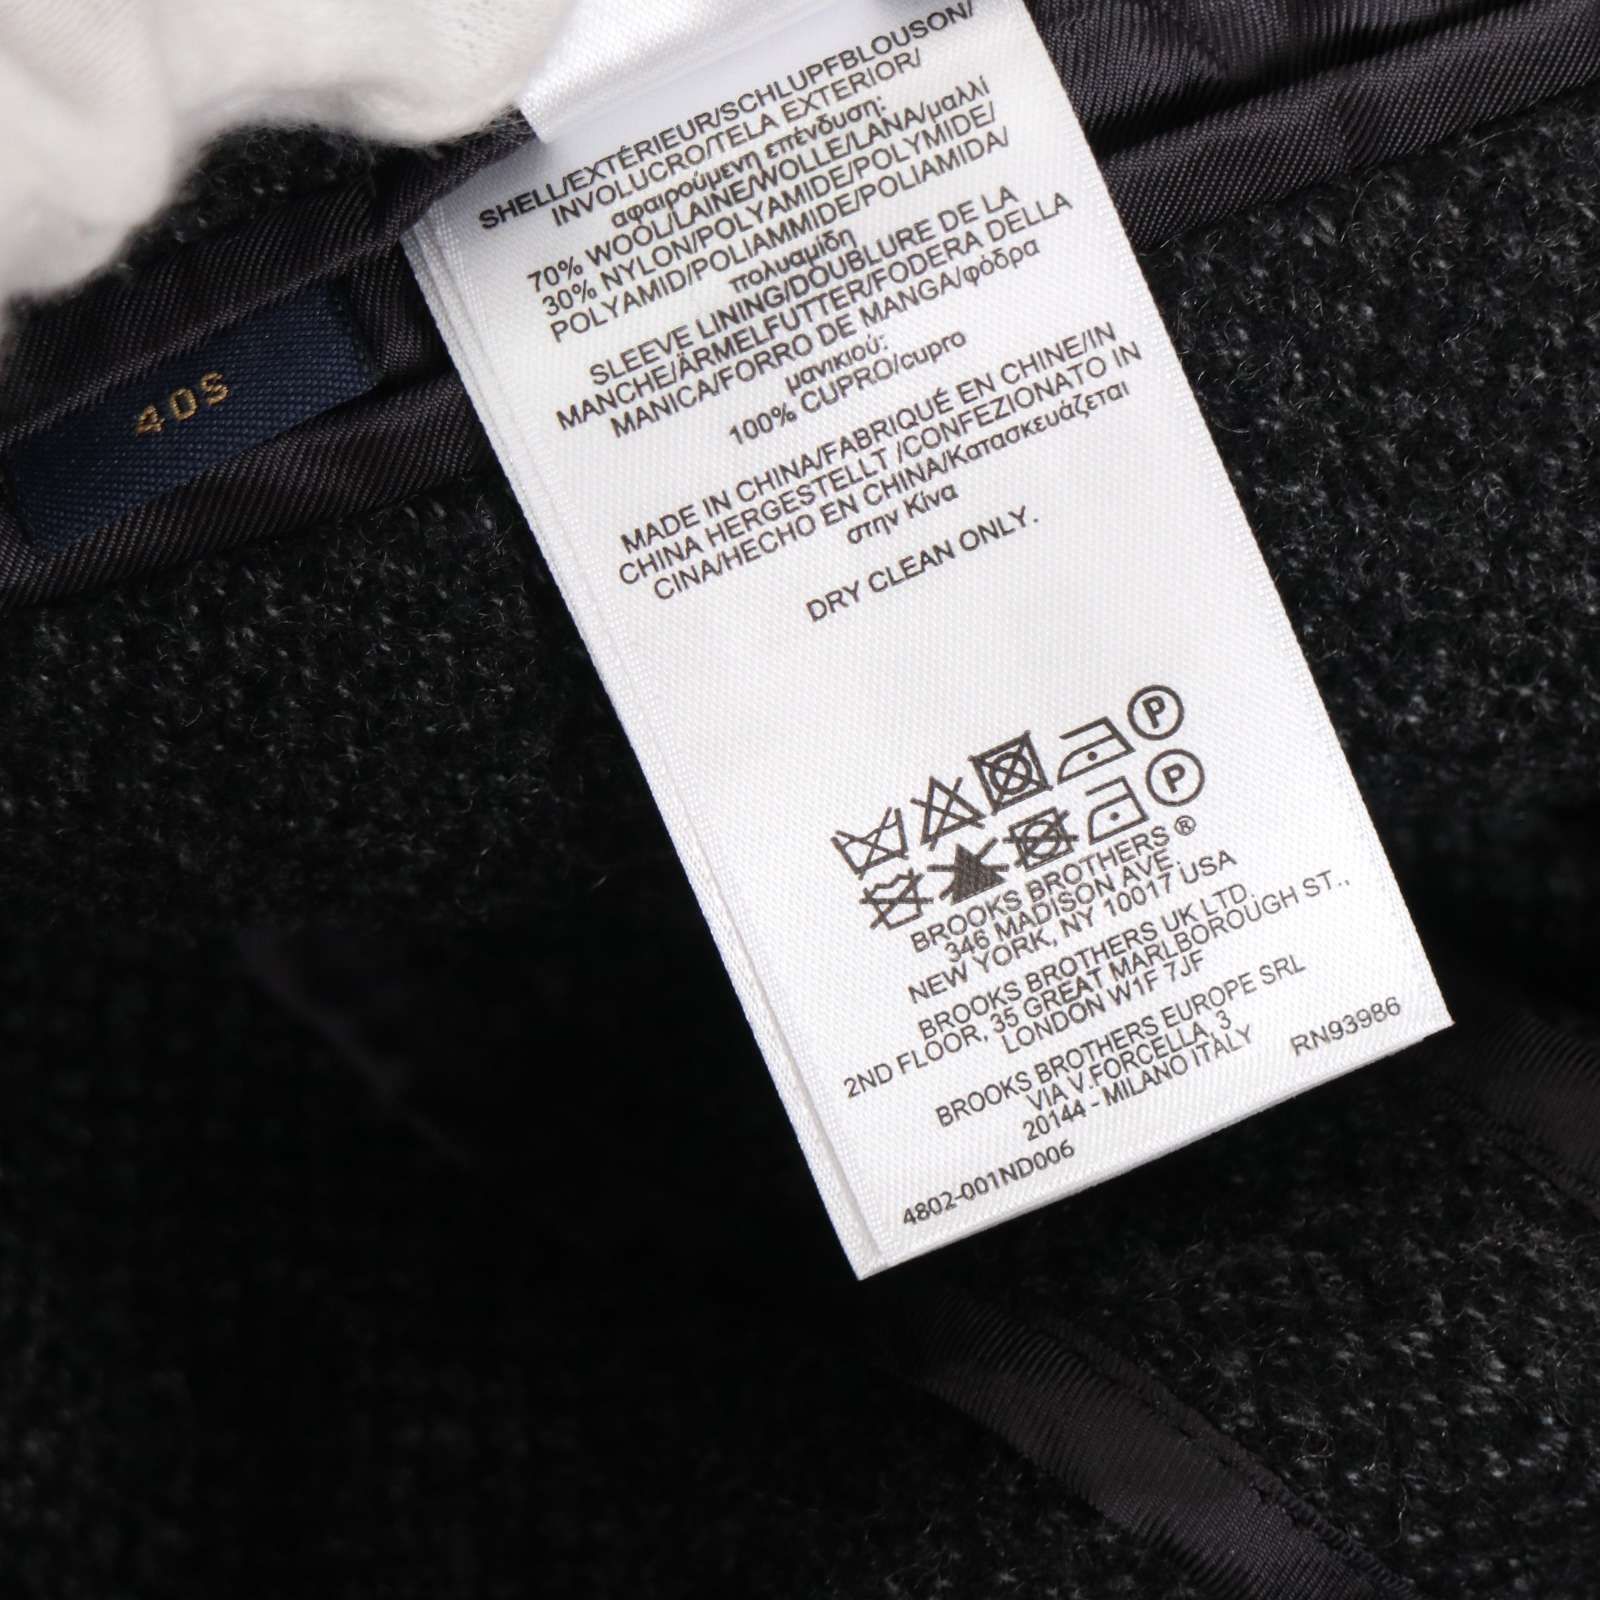 SHELL/EXTÉRIEUR/SCHLUPFBLOUSON/
INVOLUCRO/TELA EXTERIOR/
αφαιρούμενη επένδυση:
70% WOOL/LAINE/WOLLE/LANA/μαλλί
30% NYLON/POLYAMIDE/POLYMIDE/
POLYAMID/POLIAMMIDE/POLIAMIDA/
πολυαμίδη
SLEEVE LINING/DOUBLURE DE LA
MANCHE/ÄRMELFUTTER/FODERA DELLA
MANICA/FORRO DE MANGA/φόδρα
μανικιού:
100% CUPRO/cupro
MADE IN CHINA/FABRIQUÉ EN CHINE/IN
CHINA HERGESTELLT /CONFEZIONATO IN
CINA/HECHO EN CHINA/Κατασκευάζεται
στην Κίνα
DRY CLEAN ONLY.
P
P
BROOKS BROTHERS ®
346 MADISON AVE.
NEW YORK, NY 10017 USA
BROOKS BROTHERS UK LTD.
2ND FLOOR, 35 GREAT MARLBOROUGH ST.,
LONDON W1F 7JF
BROOKS BROTHERS EUROPE SRL
VIA V.FORCELLA, 3
20144 - MILANO ITALY
RN93986
4802-001ND006
40S